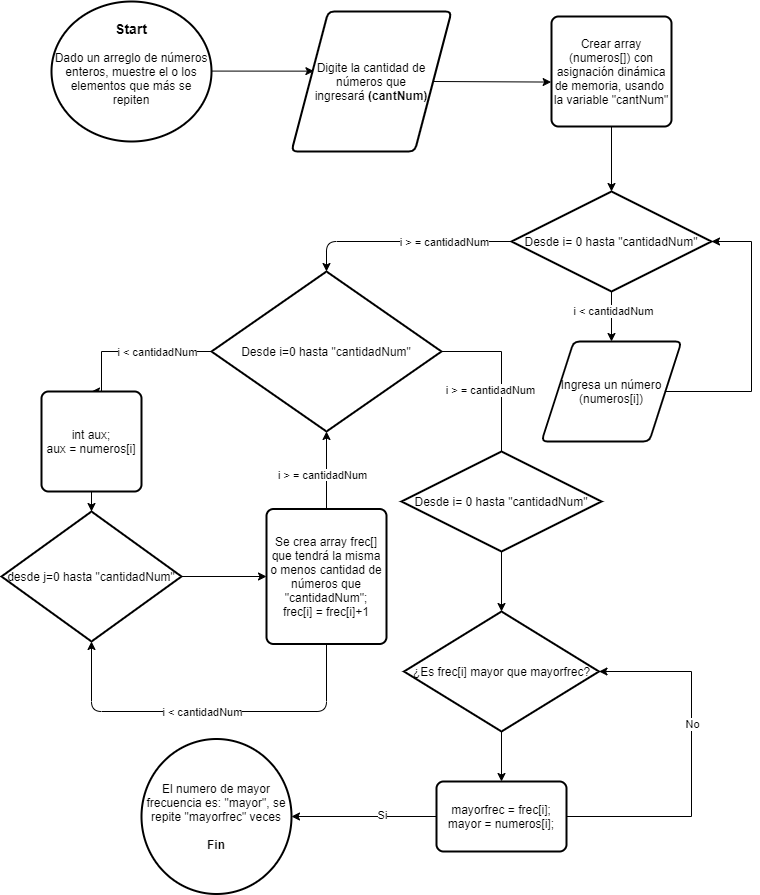 Start
Dado un arreglo de números
enteros, muestre el o los
elementos que más se
repiten
Digite la cantidad de
números que
ingresará (cantNum)
Crear array
(numeros[]) con
asignación dinámica
de memoria, usando
la variable "cantNum"
Desde i= 0 hasta "cantidadNum"
i > = cantidadNum
i < cantidadNum
Ingresa un número
(numeros[i])
Desde i=0 hasta "cantidadNum"
i < cantidadNum
i > = cantidadNum
int aux;
aux = numeros[i]
i > = cantidadNum
desde j=0 hasta "cantidadNum"
Se crea array frec[]
que tendrá la misma
o menos cantidad de
números que
"cantidadNum";
frec[i] = frec[i]+1
i < cantidadNum
Desde i= 0 hasta "cantidadNum"
¿Es frec[i] mayor que mayorfrec?
No
mayorfrec = frec[i];
mayor = numeros[i];
Si
El numero de mayor
frecuencia es: "mayor", se
repite "mayorfrec" veces
Fin